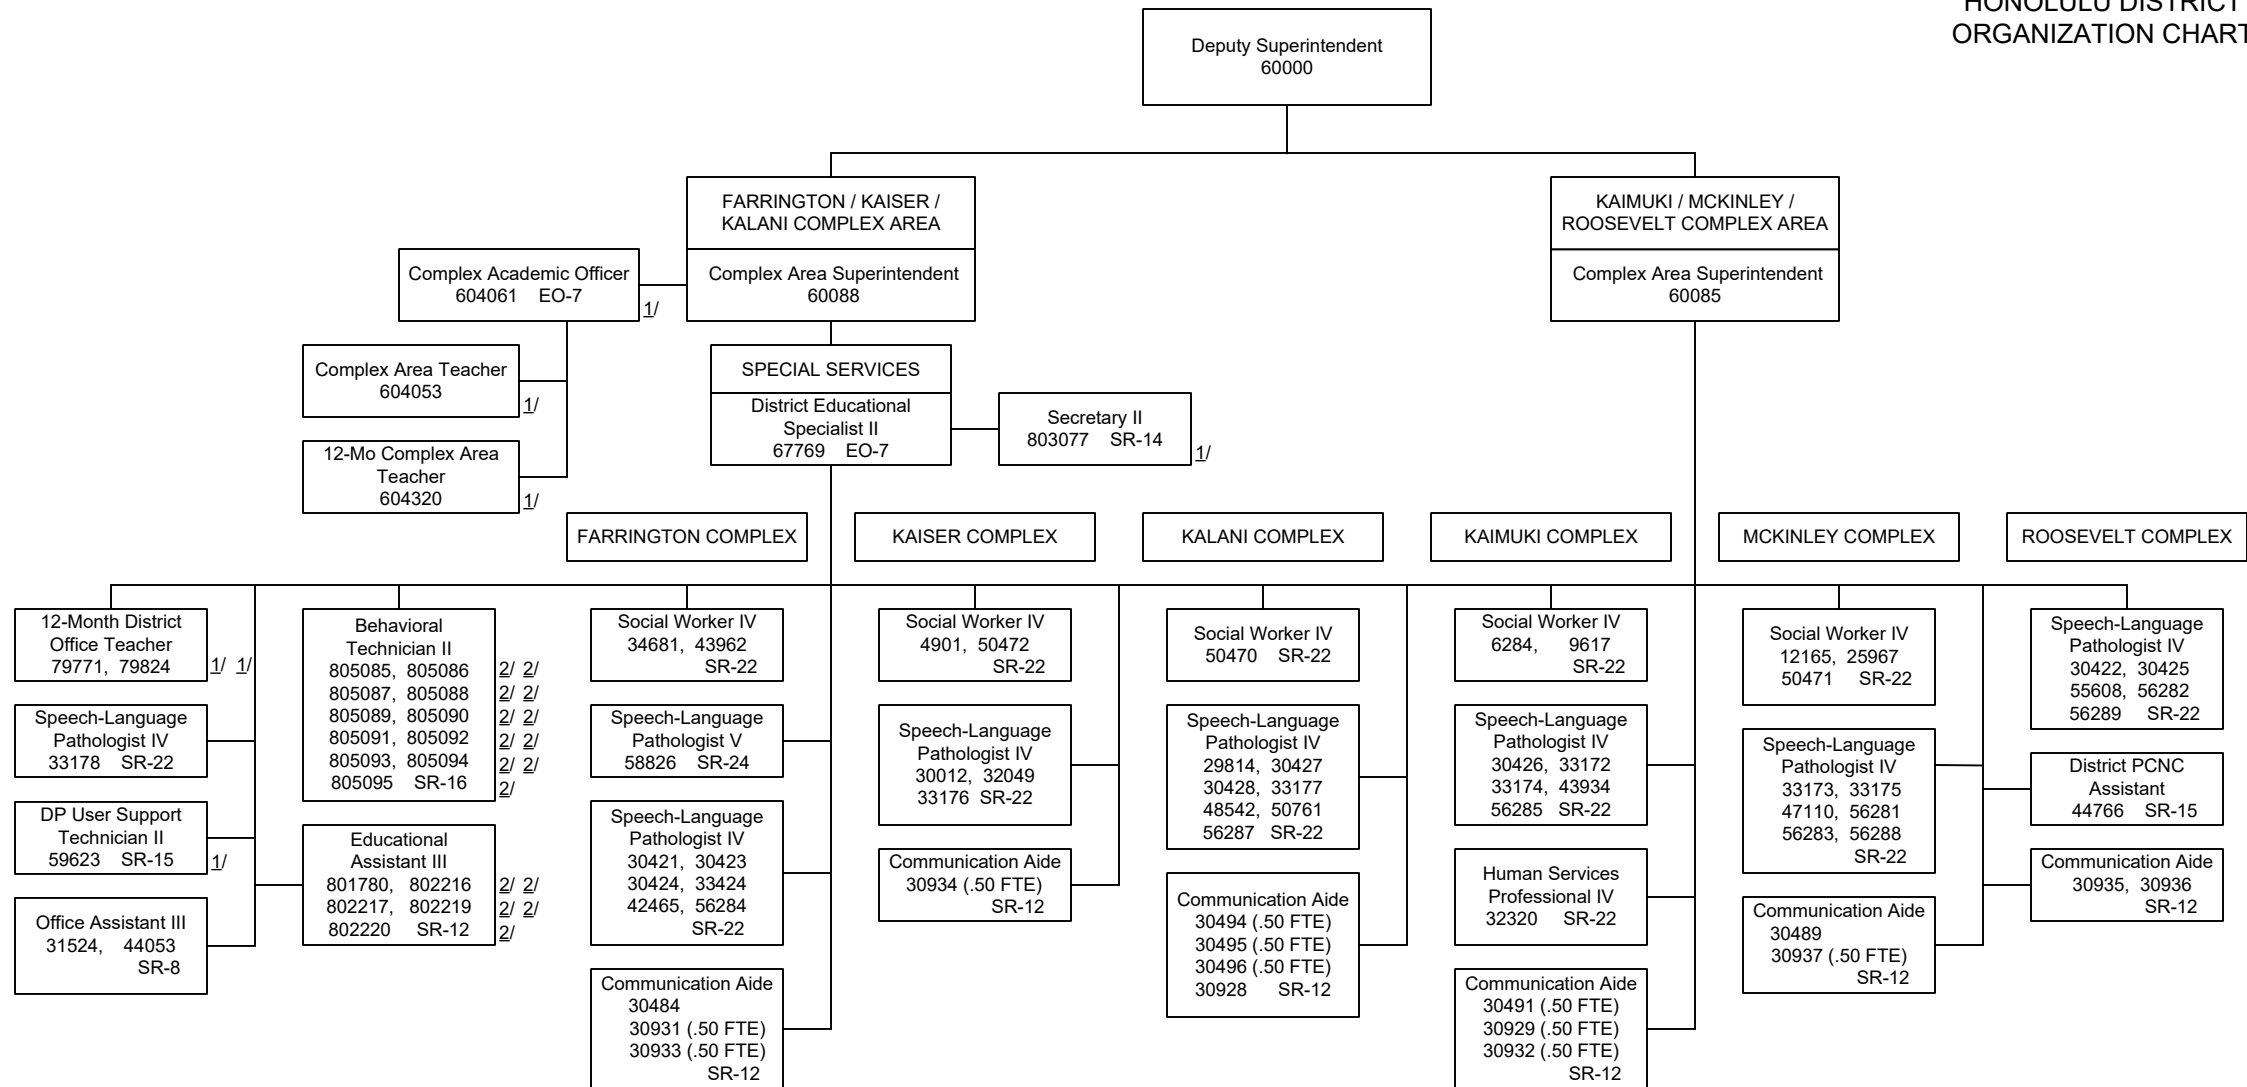 HONOLULU DISTRICT
ORGANIZATION CHART
Deputy Superintendent
60000
FARRINGTON / KAISER /
KALANI COMPLEX AREA
Complex Area Superintendent
60088
KAIMUKI / MCKINLEY /
ROOSEVELT COMPLEX AREA
Complex Area Superintendent
60085
Complex Academic Officer
604061 EO-7
1/
Complex Area Teacher
604053
1/
12-Mo Complex Area
Teacher
604320
1/
SPECIAL SERVICES
District Educational
Specialist II
67769 EO-7
Secretary II
803077 SR-14
1/
FARRINGTON COMPLEX
KAISER COMPLEX
KALANI COMPLEX
KAIMUKI COMPLEX
MCKINLEY COMPLEX
ROOSEVELT COMPLEX
12-Month District
Office Teacher
79771, 79824
1/ 1/
Speech-Language
Pathologist IV
33178 SR-22
DP User Support
Technician II
59623 SR-15
1/
Office Assistant III
31524, 44053
SR-8
Behavioral
Technician II
805085, 805086 2/ 2/
805087, 805088 2/ 2/
805089, 805090 2/ 2/
805091, 805092 2/ 2/
805093, 805094 2/ 2/
805095 SR-16 2/
Educational
Assistant III
801780, 802216 2/ 2/
802217, 802219 2/ 2/
802220 SR-12 2/
Social Worker IV
34681, 43962
SR-22
Speech-Language
Pathologist V
58826 SR-24
Speech-Language
Pathologist IV
30421, 30423
30424, 33424
42465, 56284
SR-22
Communication Aide
30484
30931 (.50 FTE)
30933 (.50 FTE)
SR-12
Social Worker IV
4901, 50472
SR-22
Speech-Language
Pathologist IV
30012, 32049
33176 SR-22
Communication Aide
30934 (.50 FTE)
SR-12
Social Worker IV
50470 SR-22
Speech-Language
Pathologist IV
29814, 30427
30428, 33177
48542, 50761
56287 SR-22
Communication Aide
30494 (.50 FTE)
30495 (.50 FTE)
30496 (.50 FTE)
30928 SR-12
Social Worker IV
6284, 9617
SR-22
Speech-Language
Pathologist IV
30426, 33172
33174, 43934
56285 SR-22
Human Services
Professional IV
32320 SR-22
Communication Aide
30491 (.50 FTE)
30929 (.50 FTE)
30932 (.50 FTE)
SR-12
Social Worker IV
12165, 25967
50471 SR-22
Speech-Language
Pathologist IV
33173, 33175
47110, 56281
56283, 56288
SR-22
Communication Aide
30489
30937 (.50 FTE)
SR-12
Speech-Language
Pathologist IV
30422, 30425
55608, 56282
56289 SR-22
District PCNC
Assistant
44766 SR-15
Communication Aide
30935, 30936
SR-12